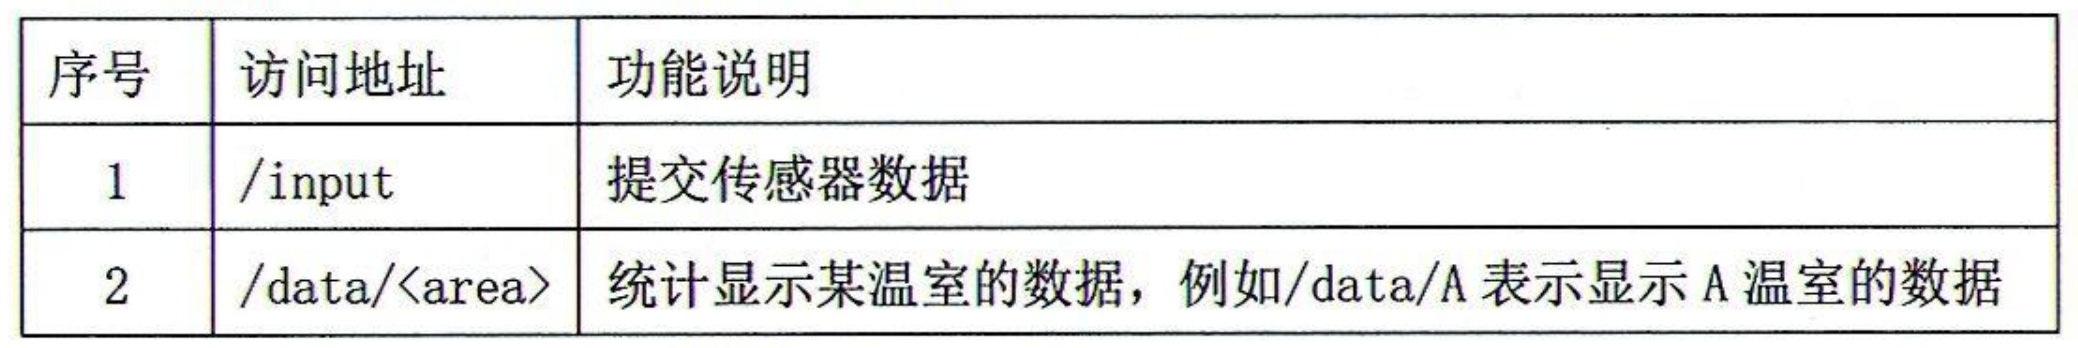 序号 访问地址 功能说明
1 /input 提交传感器数据
2 /data/<area> 统计显示某温室的数据，例如/data/A 表示显示 A 温室的数据